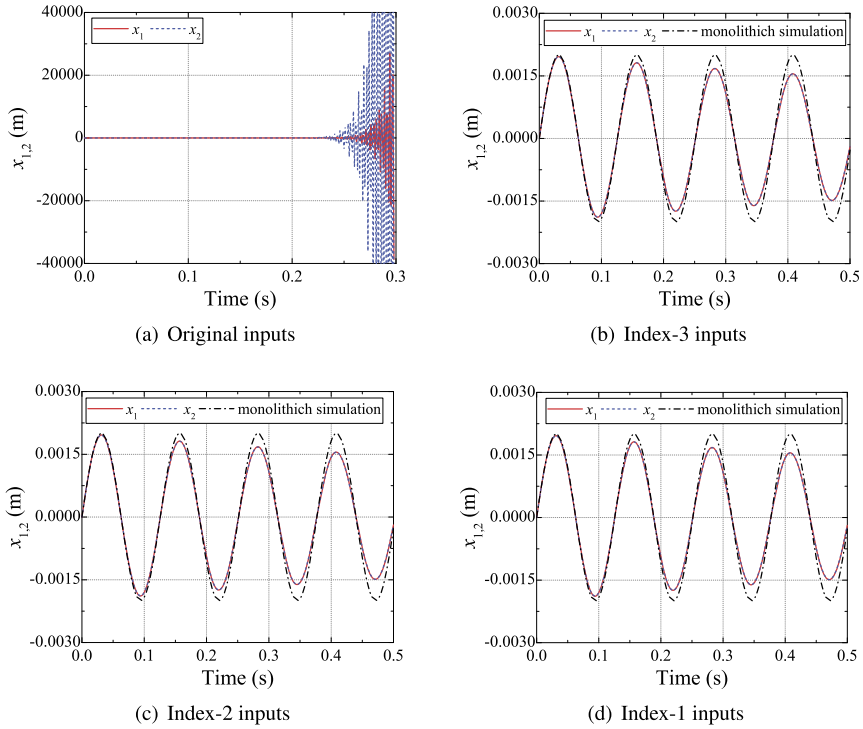 x1 x2
40000
20000
0
-20000
-40000
x1,2 (m)
0.0 0.1 0.2 0.3
Time (s)
(a) Original inputs
x1 x2 monolithich simulation
0.0030
0.0015
0.0000
-0.0015
-0.0030
x1,2 (m)
0.0 0.1 0.2 0.3 0.4 0.5
Time (s)
(b) Index-3 inputs
x1 x2 monolithich simulation
0.0030
0.0015
0.0000
-0.0015
-0.0030
x1,2 (m)
0.0 0.1 0.2 0.3 0.4 0.5
Time (s)
(c) Index-2 inputs
x1 x2 monolithich simulation
0.0030
0.0015
0.0000
-0.0015
-0.0030
x1,2 (m)
0.0 0.1 0.2 0.3 0.4 0.5
Time (s)
(d) Index-1 inputs